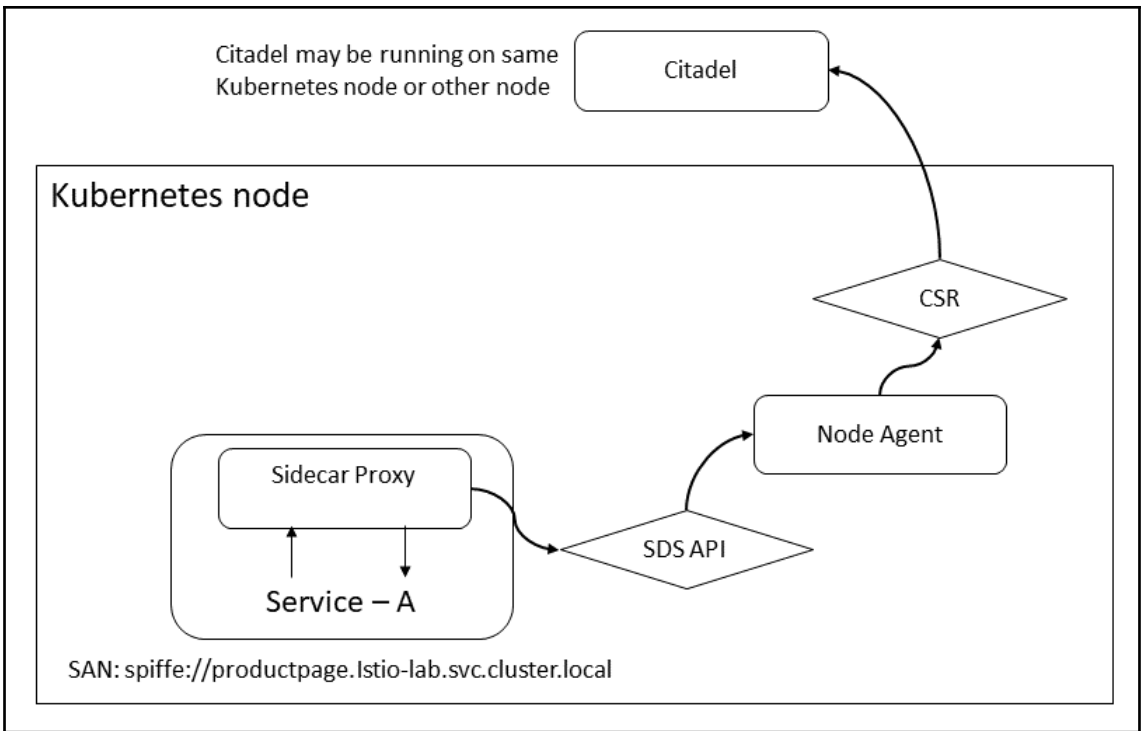 Citadel may be running on same
Kubernetes node or other node
Citadel
Kubernetes node
CSR
Node Agent
Sidecar Proxy
SDS API
Service – A
SAN: spiffe://productpage.Istio-lab.svc.cluster.local